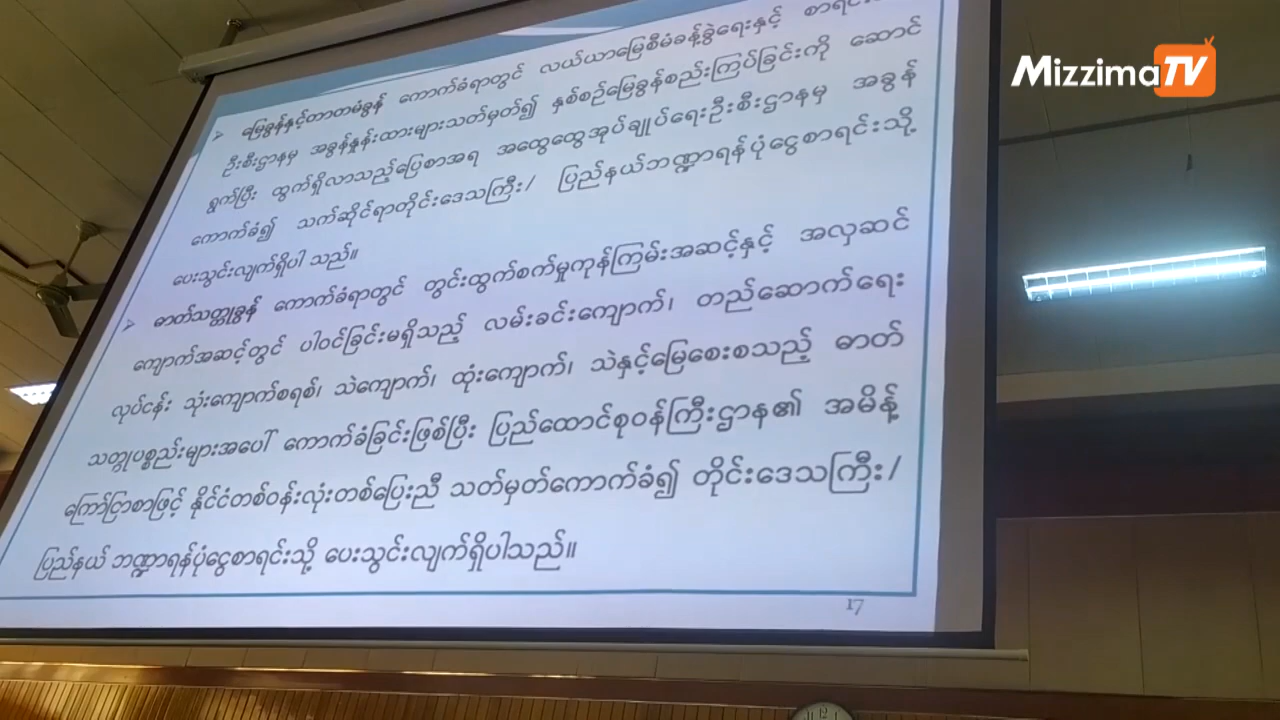 Mizzima TV
➢ မြေခွန်နှင့်တာတမံခွန် ကောက်ခံရာတွင် လယ်ယာမြေစီမံခန့်ခွဲရေးနှင့်
ဦးစီးဌာနမှ အခွန်နှုန်းထားများသတ်မှတ်၍ နှစ်စဉ်မြေခွန်စည်းကြပ်ခြင်းကို ဆောင်
ရွက်ပြီး ထွက်ရှိလာသည့်ပြေစာအရ အထွေထွေအုပ်ချုပ်ရေးဦးစီးဌာနမှ အခွန်
ကောက်ခံ၍ သက်ဆိုင်ရာတိုင်းဒေသကြီး/ ပြည်နယ်ဘဏ္ဍာရန်ပုံငွေစာရင်းသို့
ပေးသွင်းလျက်ရှိပါ သည်။
➢ ဓာတ်သတ္တုခွန် ကောက်ခံရာတွင် တွင်းထွက်စက်မှုကုန်ကြမ်းအဆင့်နှင့် အလှဆင်
ကျောက်အဆင့်တွင် ပါဝင်ခြင်းမရှိသည့် လမ်းခင်းကျောက်၊ တည်ဆောက်ရေး
လုပ်ငန်း သုံးကျောက်စရစ်၊ သဲကျောက်၊ ထုံးကျောက်၊ သဲနှင့်မြေစေးစသည့် ဓာတ်
သတ္တုပစ္စည်းများအပေါ် ကောက်ခံခြင်းဖြစ်ပြီး ပြည်ထောင်စုဝန်ကြီးဌာန၏ အမိန့်
ကြော်ငြာစာဖြင့် နိုင်ငံတစ်ဝန်းလုံးတစ်ပြေးညီ သတ်မှတ်ကောက်ခံ၍ တိုင်းဒေသကြီး/
ပြည်နယ် ဘဏ္ဍာရန်ပုံငွေစာရင်းသို့ ပေးသွင်းလျက်ရှိပါသည်။
17
12